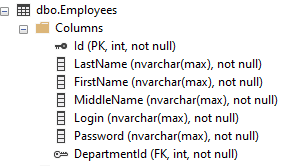 dbo.Employees
Columns
Id (PK, int, not null)
LastName (nvarchar(max), not null)
FirstName (nvarchar(max), not null)
MiddleName (nvarchar(max), not null)
Login (nvarchar(max), not null)
Password (nvarchar(max), not null)
DepartmentId (FK, int, not null)